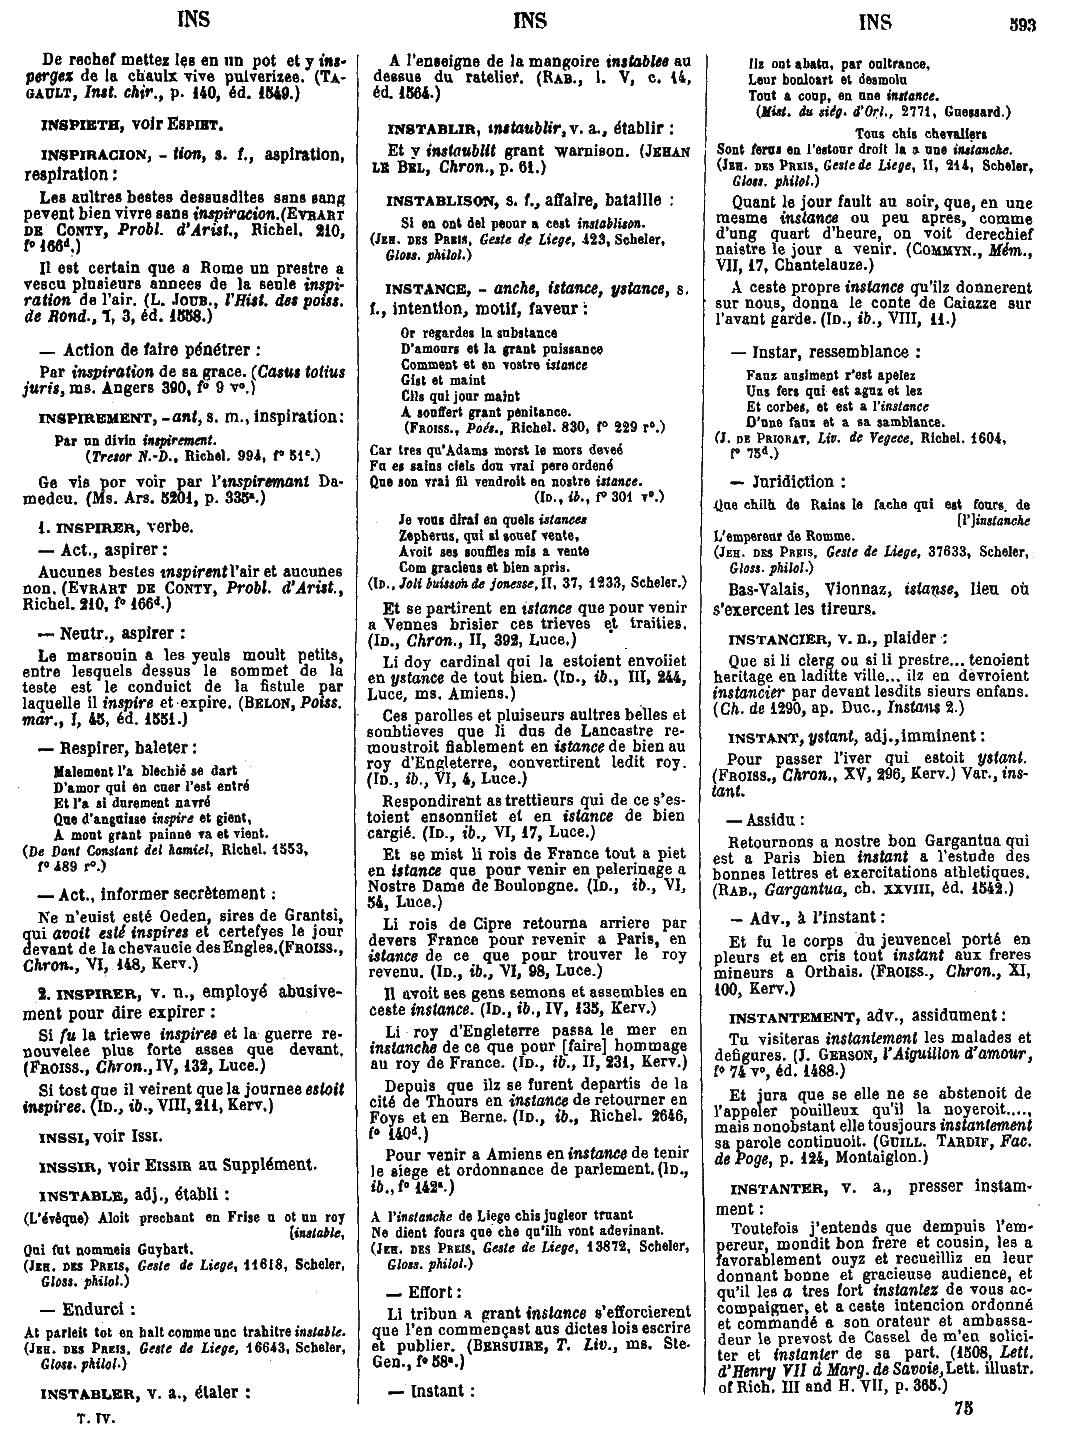 INS
INS
INS
593
De rechef mettez les en un pot et y ins-
pergez de la chaulx vive pulverizee. (TA-
GAULT, Inst. chir., p. 140, éd. 1549.)
INSPIETH, voir ESPIET.
INSPIRACION, - tion, s. f., aspiration,
respiration :
Les aultres bestes dessusdites sans sang
pevent bien vivre sans inspiracion. (EVRART
DE CONTY, Probl. d'Arist., Richel. 210,
fº 166d.)
Il est certain que a Rome un prestre a
vescu plusieurs annees de la seule inspi-
ration de l'air. (L. JOUB., l'Hist. des poiss.
de Rond., I, 3, éd. 1558.)
— Action de faire pénétrer :
Par inspiration de sa grace. (Casus totius
juris, ms. Angers 390, fº 9 vº.)
INSPIREMENT, -ant, s. m., inspiration:
Par un divin inspirement.
(Tresor N.-D., Richel. 994, fº 51c.)
Ge vis por voir par l'inspiremant Da-
medeu. (Ms. Ars. 5201, p. 335a.)
1. INSPIRER, verbe.
— Act., aspirer :
Aucunes bestes inspirent l'air et aucunes
non. (EVRART DE CONTY, Probl. d'Arist.,
Richel. 210, fº 166d.)
— Neutr., aspirer :
Le marsouin a les yeuls moult petits,
entre lesquels dessus le sommet de la
teste est le conduict de la fistule par
laquelle il inspire et expire. (BELON, Poiss.
mar., I, 45, éd. 1551.)
— Respirer, haleter :
Malement l'a blechié se dart
D'amor qui en cuer l'est entré
Et l'a si durement navré
Que d'anguisse inspire et gient,
A mout grant painne va et vient.
(De Dant Constant del hamiel, Richel. 1553,
fº 489 rº.)
— Act., informer secrètement :
Ne n'euist esté Oeden, sires de Grantsi,
qui avoit esté inspires et certefyes le jour
devant de la chevaucie des Engles. (FROISS.,
Chron., VI, 148, Kerv.)
2. INSPIRER, v. n., employé abusive-
ment pour dire expirer :
Si fu la triewe inspiree et la guerre re-
nouvelee plus forte asses que devant.
(FROISS., Chron., IV, 132, Luce.)
Si tost que il veirent que la journee estoit
inspiree. (ID., ib., VIII, 211, Kerv.)
INSSI, voir ISSI.
INSSIR, voir EISSIR au Supplément.
INSTABLE, adj., établi :
(L'évêque) Aloit prechant en Frise u ot un roy
[instable,
Qui fut nommeis Guybart.
(JEH. DES PREIS, Geste de Liege, 11618, Scheler,
Gloss. philol.)
— Endurci :
At parleit tot en halt comme unc trahitre instable.
(JEH. DES PREIS, Geste de Liege, 16643, Scheler,
Gloss. philol.)
INSTABLER, v. a., étaler :
T. IV.
A l'enseigne de la mangoire instablee au
dessus du ratelier. (RAB., l. V, c. 14,
éd. 1564.)
INSTABLIR, instaublir, v. a., établir :
Et y instaublit grant warnison. (JEHAN
LE BEL, Chron., p. 61.)
INSTABLISON, s. f., affaire, bataille :
Si en ont del peour a cest instablison.
(JEH. DES PREIS, Geste de Liege, 423, Scheler,
Gloss. philol.)
INSTANCE, - anche, istance, ystance, s.
f., intention, motif, faveur :
Or regardes la substance
D'amours et la grant puissance
Comment et en vostre istance
Gist et maint
Cils qui jour maint
A souffert grant penitance.
(FROISS., Poés., Richel. 830, fº 229 rº.)
Car tres qu'Adams morst le mors deveé
Fu es sains ciels dou vrai pere ordené
Que son vrai fil vendroit en nostre istance.
(ID., ib., fº 301 vº.)
Je vous dirai en quels istances
Zepherus, qui si souef vente,
Avoit ses souffles mis a vente
Com gracieus et bien apris.
(ID., Joli buisson de jonesse, II, 37, 1233, Scheler.)
Et se partirent en istance que pour venir
a Vennes brisier ces trieves et traities.
(ID., Chron., II, 392, Luce.)
Li doy cardinal qui la estoient envoiiet
en ystance de tout bien. (ID., ib., III, 244,
Luce, ms. Amiens.)
Ces parolles et pluiseurs aultres belles et
soubtieves que li dus de Lancastre re-
moustroit fiablement en istance de bien au
roy d'Engleterre, convertirent ledit roy.
(ID., ib., VI, 4, Luce.)
Respondirent as trettieurs qui de ce s'es-
toient ensonniiet et en istance de bien
cargié. (ID., ib., VI, 17, Luce.)
Et se mist li rois de France tout a piet
en istance que pour venir en pelerinage a
Nostre Dame de Boulongne. (ID., ib., VI,
54, Luce.)
Li rois de Cipre retourna arriere par
devers France pour revenir a Paris, en
istance de ce que pour trouver le roy
revenu. (ID., ib., VI, 98, Luce.)
Il avoit ses gens semons et assembles en
ceste instance. (ID., ib., IV, 135, Kerv.)
Li roy d'Engleterre passa le mer en
instanche de ce que pour [faire] hommage
au roy de France. (ID., ib., II, 231, Kerv.)
Depuis que ilz se furent departis de la
cité de Thours en instance de retourner en
Foys et en Berne. (ID., ib., Richel. 2646,
fº 140d.)
Pour venir a Amiens en instance de tenir
le siege et ordonnance de parlement. (ID.,
ib., fº 142a.)
A l'instancke de Liege chis jugleor truant
Ne dient fours que che qu'ilh vont adevinant.
(JEH. DES PREIS, Geste de Liege, 13872, Scheler,
Gloss. philol.)
— Effort :
Li tribun a grant instance s'efforcierent
que l'en commençast aus dictes lois escrire
et publier. (BERSUIRE, T. Liv., ms. Ste-
Gen., fº 58a.)
— Instant :
Ilz ont abatu, par oultrance,
Leur bouloart et desmolu
Tout a coup, en une instance.
(Mist. du siég. d'Orl., 2771, Guessard.)
Tous chis chevaliers
Sont ferus en l'estour droit la a une instanche.
(JEH. DES PREIS, Geste de Liege, II, 214, Scheler,
Gloss. philol.)
Quant le jour fault au soir, que, en une
mesme instance ou peu apres, comme
d'ung quart d'heure, on voit derechief
naistre le jour a venir. (COMMYN., Mém.,
VII, 17, Chantelauze.)
A ceste propre instance qu'ilz donnerent
sur nous, donna le conte de Caiazze sur
l'avant garde. (ID., ib., VIII, 11.)
— Instar, ressemblance :
Fauz ausiment r'est apelez
Uns fers qui est aguz et lez
Et corbes, et est a l'instance
D'une fauz et a sa samblance.
(J. DE PRIORAT, Liv. de Vegece, Richel. 1604,
fº 75d.)
— Juridiction :
Que chilh de Rains le fache qui est fours de
[l']instanche
L'empereur de Romme.
(JEH. DES PREIS, Geste de Liege, 37633, Scheler,
Gloss. philol.)
Bas-Valais, Vionnaz, istanse, lieu où
s'exercent les tireurs.
INSTANCIER, v. n., plaider :
Que si li clerg ou si li prestre... tenoient
heritage en laditte ville... ilz en devroient
instancier par devant lesdits sieurs enfans.
(Ch. de 1290, ap. Duc., Instans 2.)
INSTANT, ystant, adj., imminent :
Pour passer l'iver qui estoit ystant.
(FROISS., Chron., XV, 296, Kerv.) Var., ins-
tant.
— Assidu :
Retournons a nostre bon Gargantua qui
est a Paris bien instant a l'estude des
bonnes lettres et exercitations athletiques.
(RAB., Gargantua, ch. XXVIII, éd. 1542.)
— Adv., à l'instant :
Et fu le corps du jeuvencel porté en
pleurs et en cris tout instant aux freres
mineurs a Orthais. (FROISS., Chron., XI,
100, Kerv.)
INSTANTEMENT, adv., assidument :
Tu visiteras instantement les malades et
defigures. (J. GERSON, l'Aiguillon d'amour,
fº 74 vº, éd. 1488.)
Et jura que se elle ne se abstenoit de
l'appeler pouilleux qu'il la noyeroit....,
mais nonobstant elle tousjours instantement
sa parole continuoit. (GUILL. TARDIF, Fac.
de Poge, p. 124, Montaiglon.)
INSTANTER, v. a., presser instam-
ment :
Toutefois j'entends que dempuis l'em-
pereur, mondit bon frere et cousin, les a
favorablement ouyz et recueilliz en leur
donnant bonne et gracieuse audience, et
qu'il les a tres fort instantez de vous ac-
compaigner, et a ceste intencion ordonné
et commandé a son orateur et ambassa-
deur le prevost de Cassel de m'en solici-
ter et instanter de sa part. (1508, Lett.
d'Henry VII à Marg. de Savoie, Lett. illustr.
of Rich. III and H. VII, p. 365.)
75